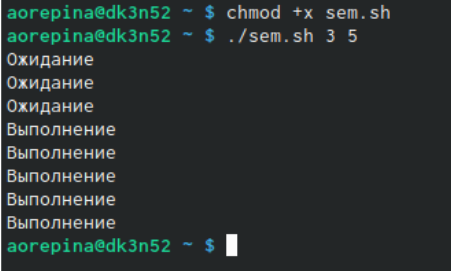 aorepina@dk3n52 ~ $ chmod +x sem.sh
aorepina@dk3n52 ~ $ ./sem.sh 3 5
Ожидание
Ожидание
Ожидание
Выполнение
Выполнение
Выполнение
Выполнение
Выполнение
aorepina@dk3n52 ~ $